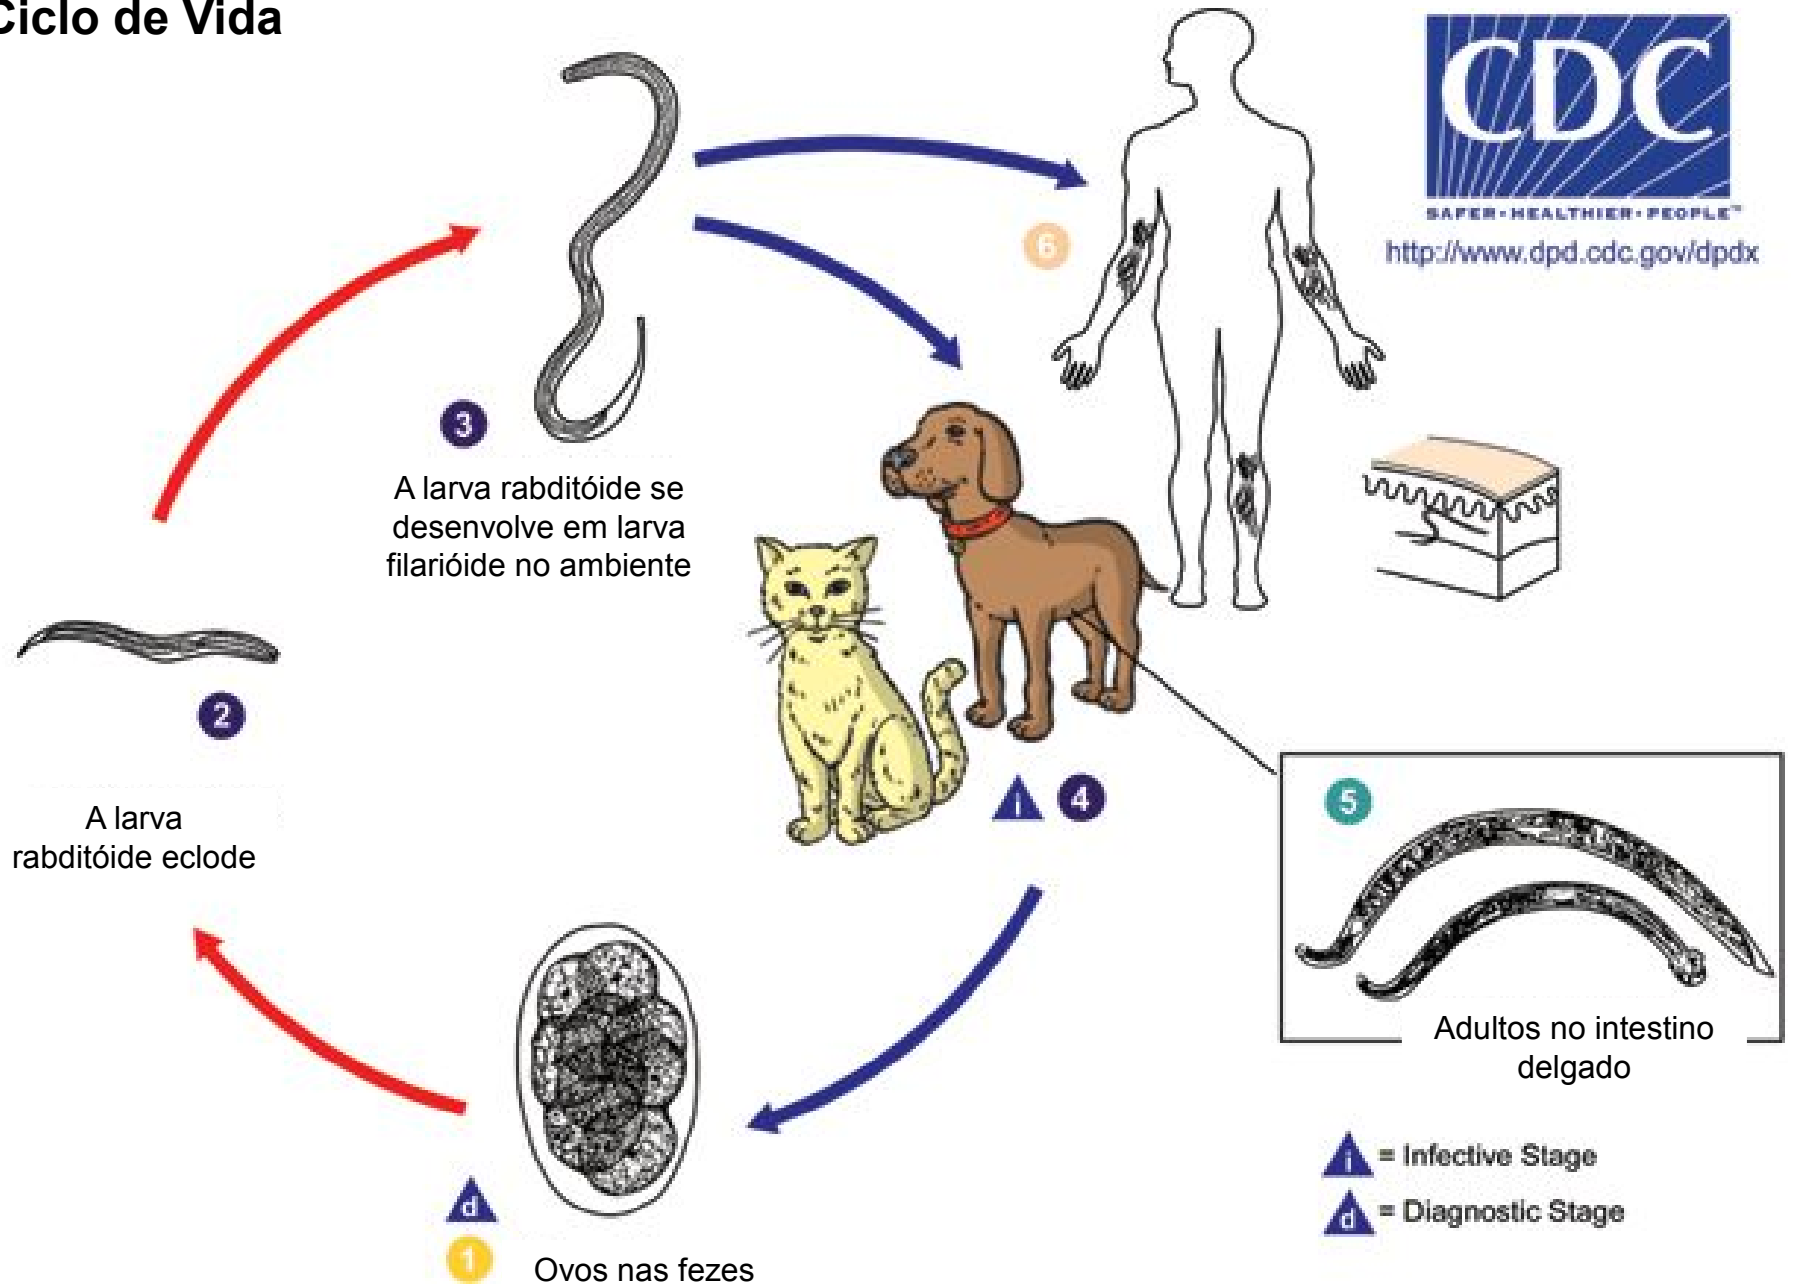 Ciclo de Vida
CDC
SAFER·HEALTHIER·PEOPLE™
http://www.dpd.cdc.gov/dpdx
6
3
A larva rabditóide se
desenvolve em larva
filarióide no ambiente
2
A larva
rabditóide eclode
i 4
5
Adultos no intestino
delgado
i = Infective Stage
d = Diagnostic Stage
d
1
Ovos nas fezes